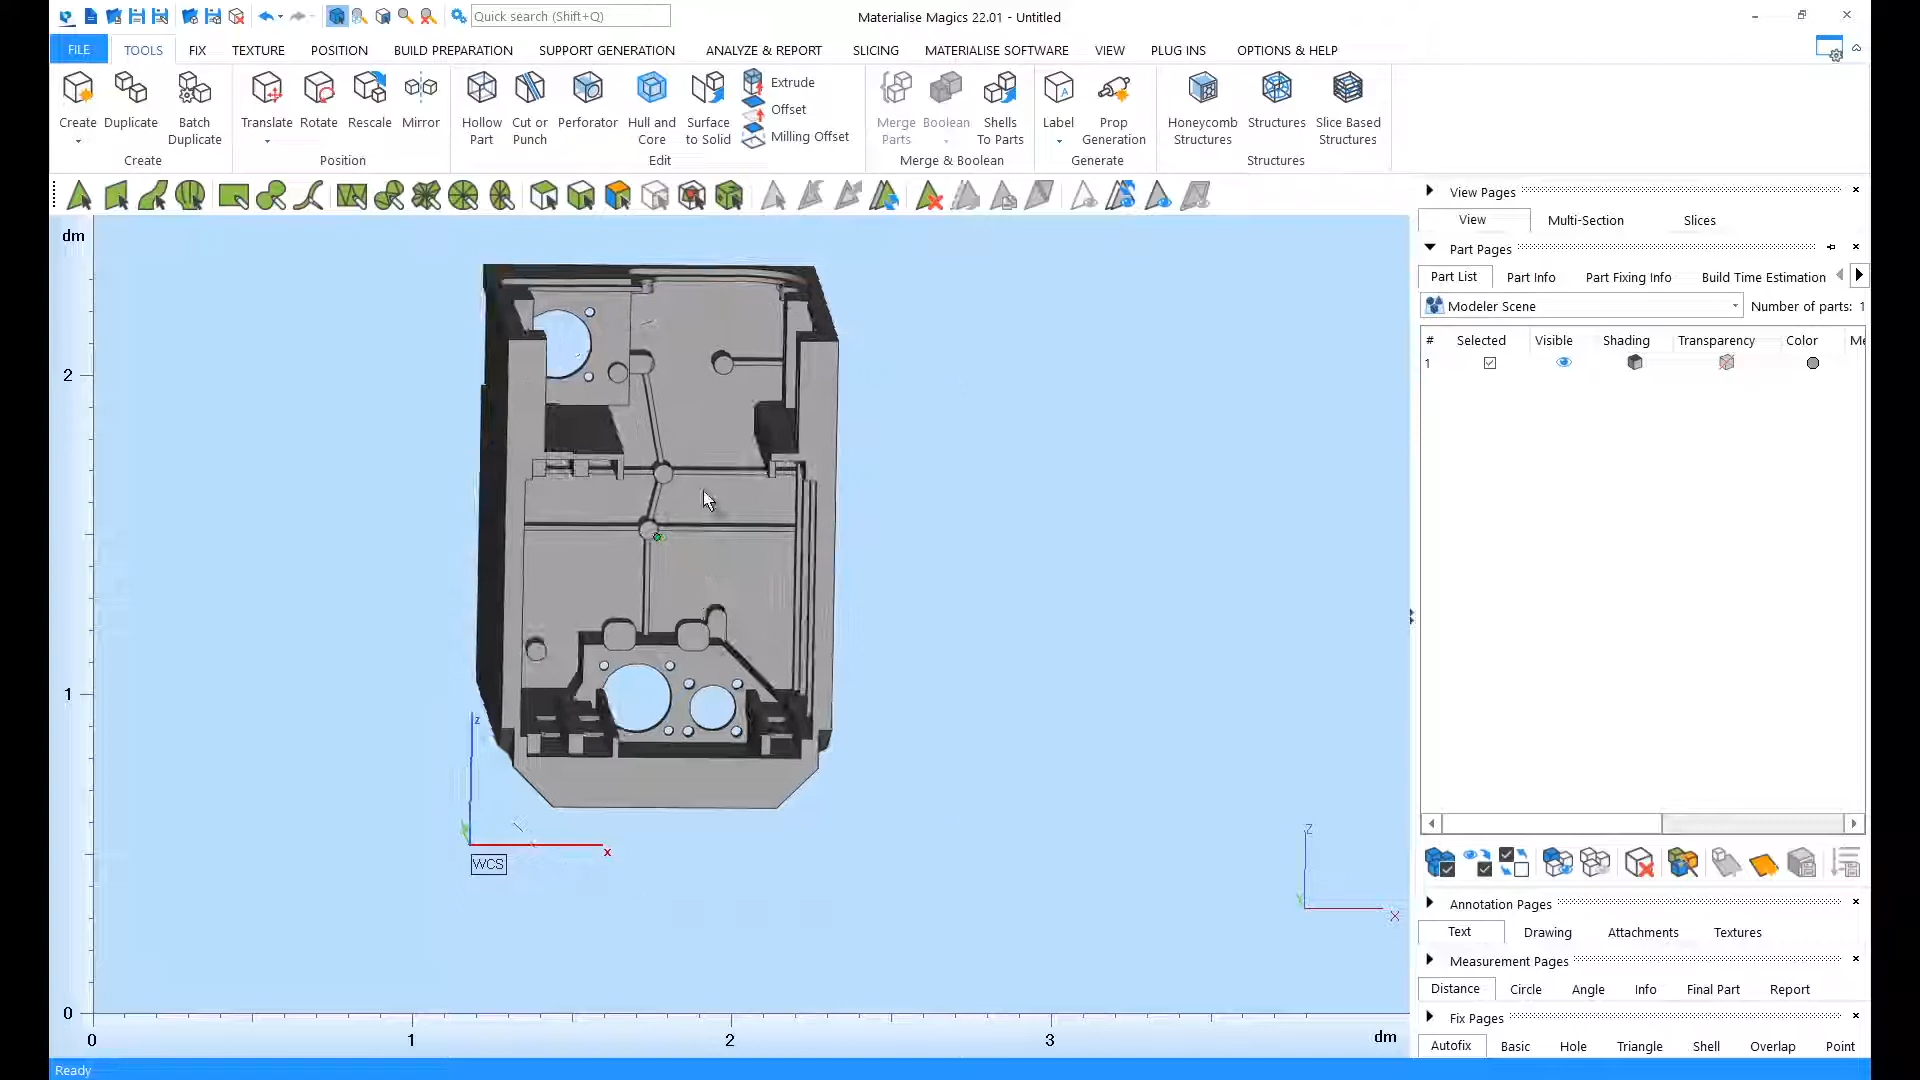 Quick search (Shift+Q)
Materialise Magics 22.01 - Untitled
FILE TOOLS FIX TEXTURE POSITION BUILD PREPARATION SUPPORT GENERATION ANALYZE & REPORT SLICING MATERIALISE SOFTWARE VIEW PLUG INS OPTIONS & HELP
Create Duplicate Batch Duplicate
Create
Translate Rotate Rescale Mirror
Position
Hollow Part Cut or Punch Perforator Hull and Core Surface to Solid
Extrude
Offset
Milling Offset
Edit
Merge Parts Boolean Shells To Parts
Merge & Boolean
Label Prop Generation
A
Generate
Honeycomb Structures Structures Slice Based Structures
Structures
dm
2
1
0
0 1 2 3 dm
z
x
WCS
Z
X
View Pages
View Multi-Section Slices
Part Pages
Part List Part Info Part Fixing Info Build Time Estimation
Modeler Scene Number of parts: 1
# Selected Visible Shading Transparency Color Me
1
Annotation Pages
Text Drawing Attachments Textures
Measurement Pages
Distance Circle Angle Info Final Part Report
Fix Pages
Autofix Basic Hole Triangle Shell Overlap Point
Ready